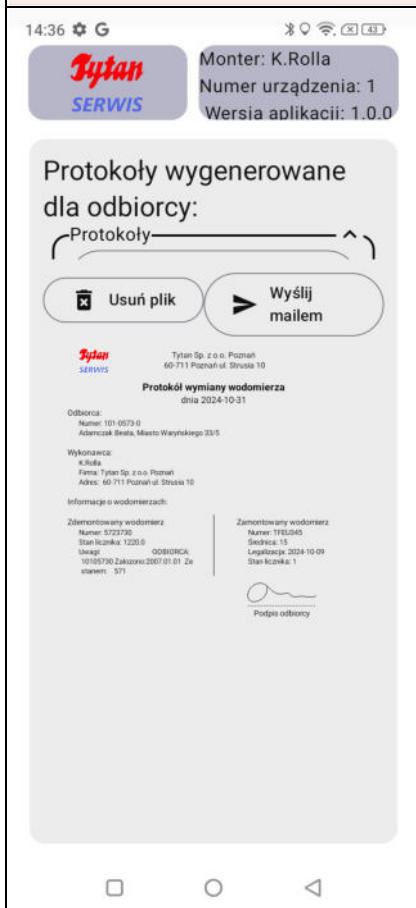 14:36 G 43
Tytan
SERWIS
Monter: K.Rolla
Numer urządzenia: 1
Wersja aplikacji: 1.0.0
Protokoły wygenerowane
dla odbiorcy:
Protokoły
Usuń plik
Wyślij
mailem
Tytan
SERWIS
Tytan Sp. z o.o. Poznań
60-711 Poznań ul. Strusia 10
Protokół wymiany wodomierza
dnia 2024-10-31
Odbiorca:
Numer: 101-0573-0
Adamczak Beata, Miasto Waryńskiego 33/5
Wykonawca:
K.Rolla
Firma: Tytan Sp. z o.o. Poznań
Adres: 60-711 Poznań ul. Strusia 10
Informacje o wodomierzach:
Zdemontowany wodomierz
Numer: 5723730
Stan licznika: 1220.0
Uwagi: ODBIORCA:
10105730 Założono:2007.01.01 Ze
stanem: 571
Zamontowany wodomierz
Numer: TFEU345
Średnica: 15
Legalizacja: 2024-10-09
Stan licznika: 1
Podpis odbiorcy